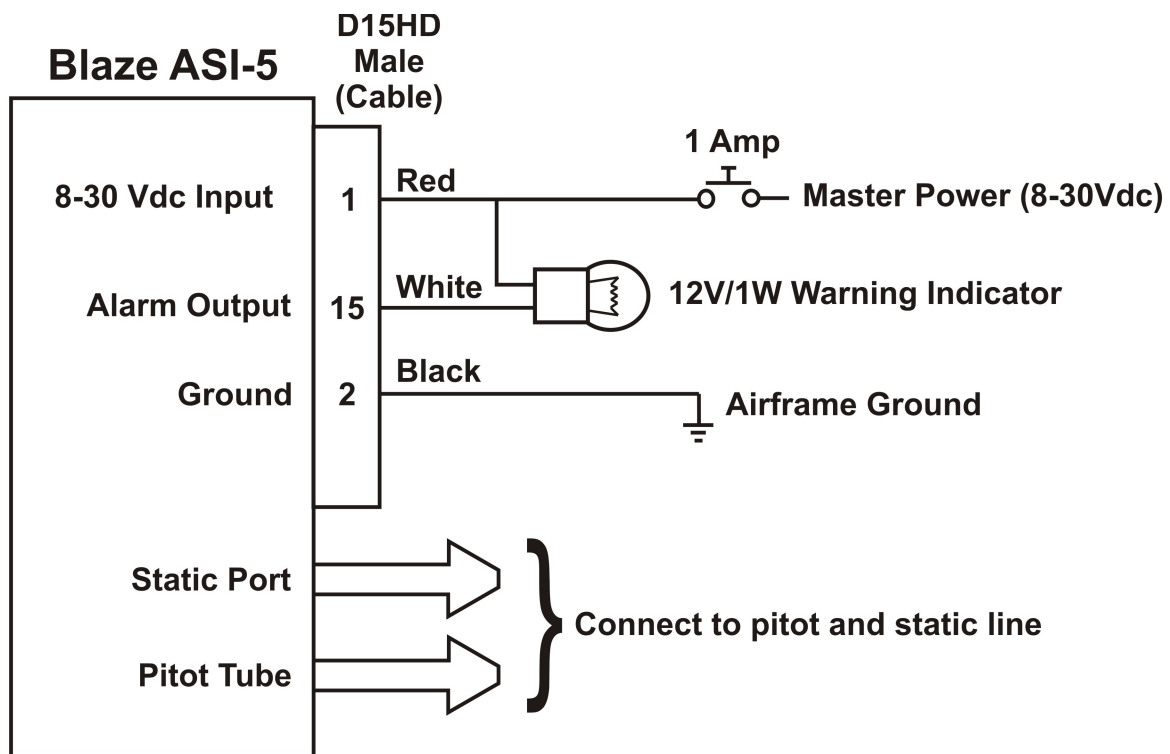 D15HD
Male
(Cable)
Blaze ASI-5
1 Amp
8-30 Vdc Input
1
Red
Master Power (8-30Vdc)
Alarm Output
15
White
12V/1W Warning Indicator
Ground
2
Black
Airframe Ground
Static Port
Connect to pitot and static line
Pitot Tube